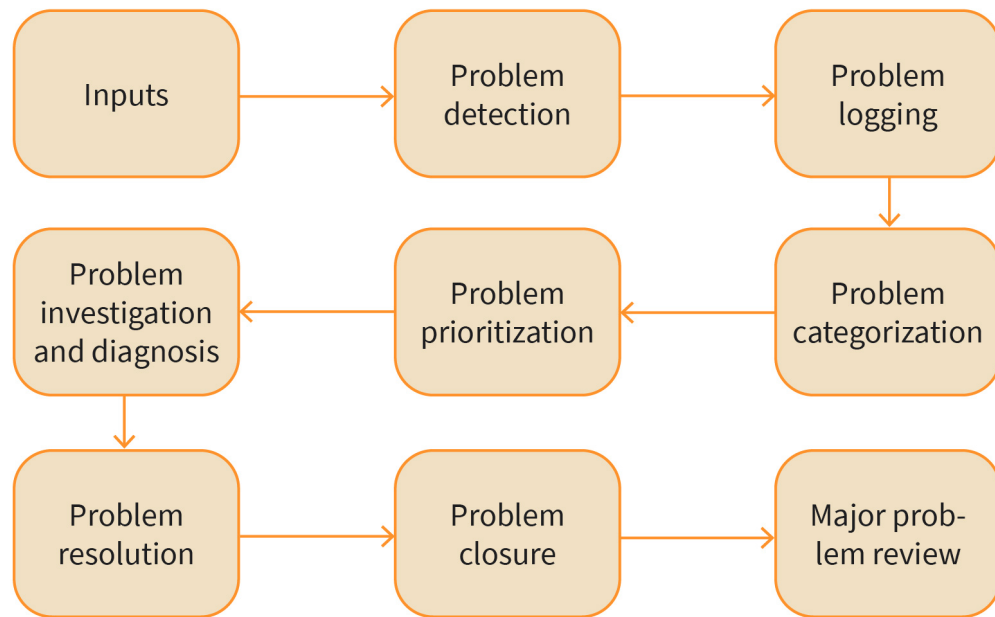 Inputs
Problem
detection
Problem
logging
Problem
categorization
Problem
prioritization
Problem
investigation
and diagnosis
Problem
resolution
Problem
closure
Major prob-
lem review